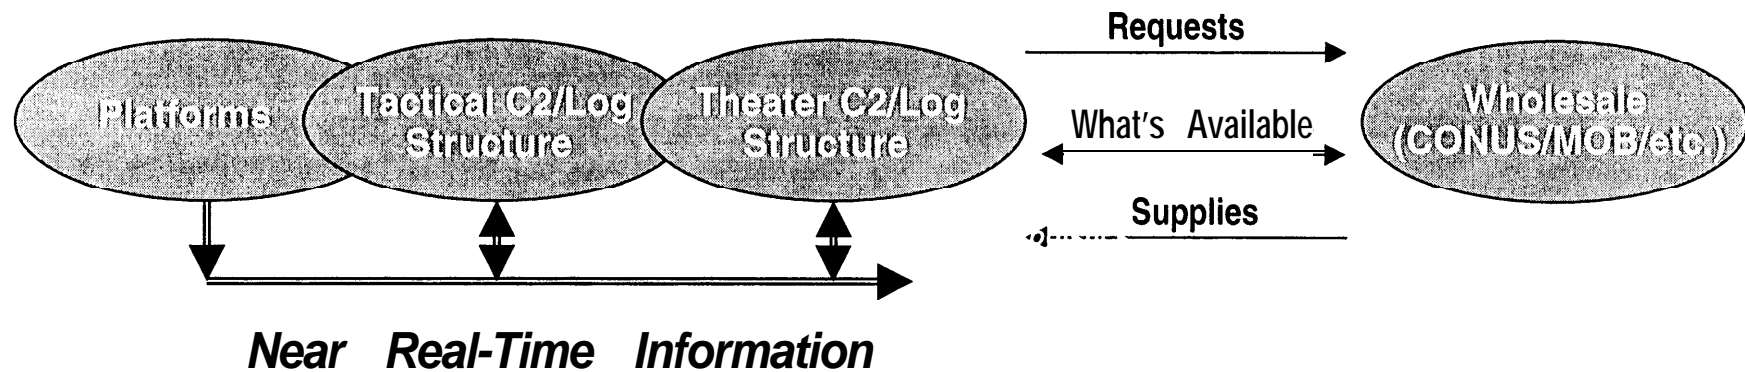 Requests
Platforms
Tactical C2/Log
Structure
Theater C2/Log
Structure
What's Available
Wholesale
(CONUS/MOB/etc.)
Supplies
Near Real-Time Information